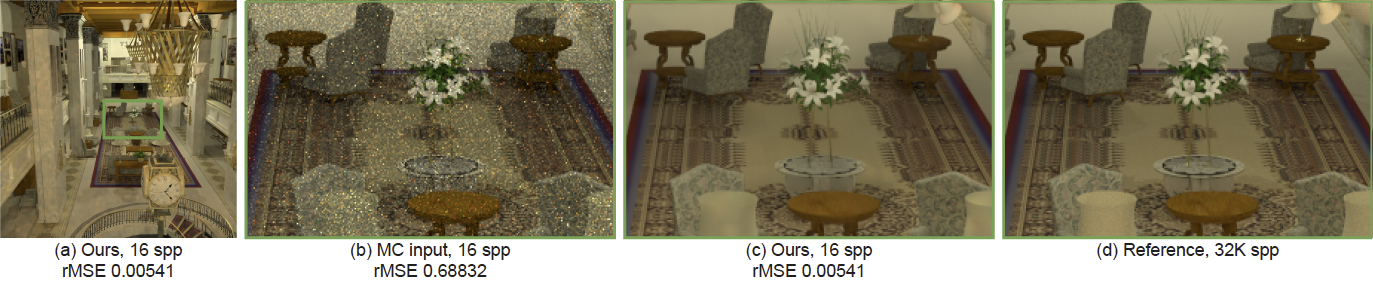 (a) Ours, 16 spp
rMSE 0.00541
(b) MC input, 16 spp
rMSE 0.68832
(c) Ours, 16 spp
rMSE 0.00541
(d) Reference, 32K spp